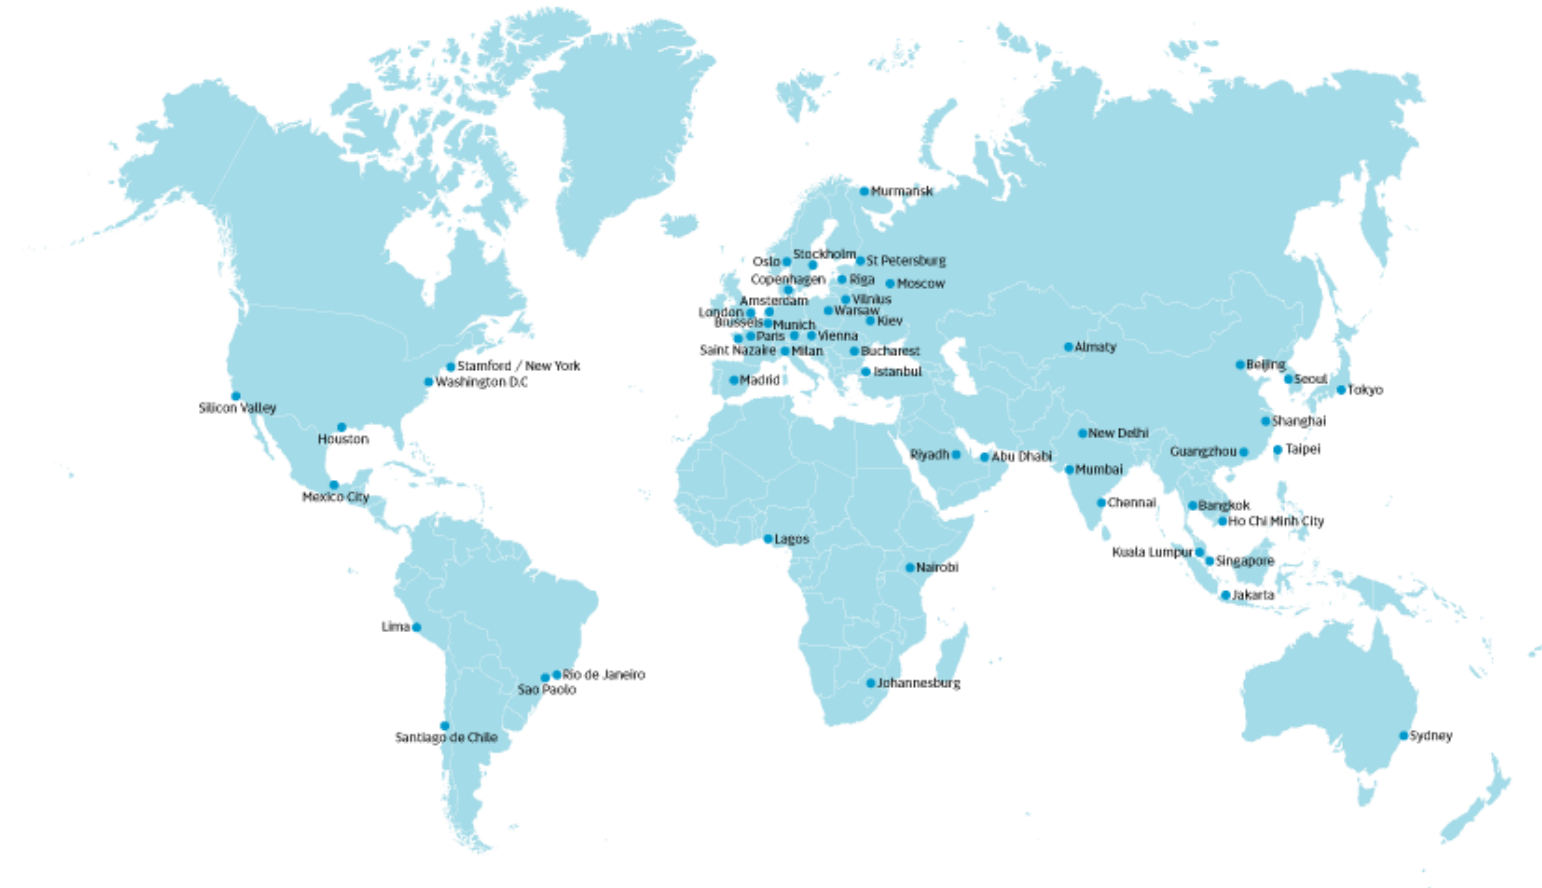 Murmansk
Stockholm
Oslo
St Petersburg
Copenhagen
Riga
Moscow
Amsterdam
Vilnius
London
Warsaw
Brussels
Munich
Kiev
Paris
Vienna
Saint Nazaire
Milan
Bucharest
Almaty
Stamford / New York
Beijing
Istanbul
Madrid
Seoul
Washington D.C
Tokyo
Silicon Valley
Shanghai
New Delhi
Houston
Taipei
Guangzhou
Riyadh
Abu Dhabi
Mumbai
Mexico City
Chennai
Bangkok
Ho Chi Minh City
Lagos
Kuala Lumpur
Singapore
Nairobi
Jakarta
Lima
Rio de Janeiro
Johannesburg
Sao Paolo
Sydney
Santiago de Chile